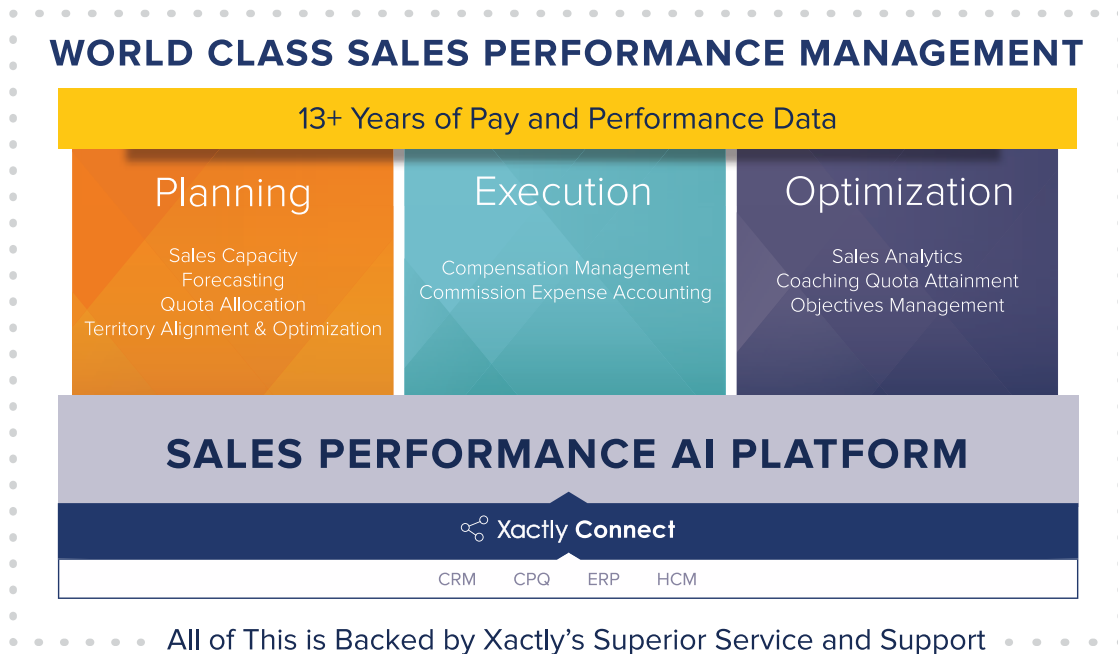 WORLD CLASS SALES PERFORMANCE MANAGEMENT
13+ Years of Pay and Performance Data
Planning
Sales Capacity
Forecasting
Quota Allocation
Territory Alignment & Optimization
Execution
Compensation Management
Commission Expense Accounting
Optimization
Sales Analytics
Coaching Quota Attainment
Objectives Management
SALES PERFORMANCE AI PLATFORM
Xactly Connect
CRM CPQ ERP HCM
All of This is Backed by Xactly's Superior Service and Support